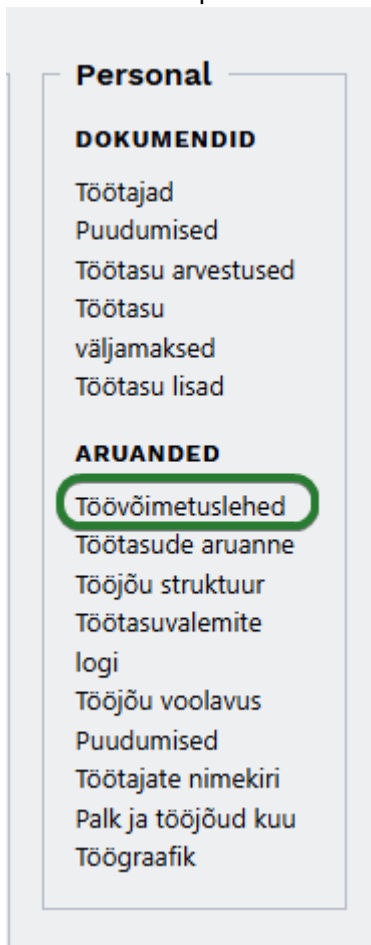 Personal
DOKUMENDID
Töötajad
Puudumised
Töötasu arvestused
Töötasu
väljamaksed
Töötasu lisad
ARUANDED
Töövõimetuslehed
Töötasude aruanne
Tööjõu struktuur
Töötasuvalemite
logi
Tööjõu voolavus
Puudumised
Töötajate nimekiri
Palk ja tööjõud kuu
Töögraafik